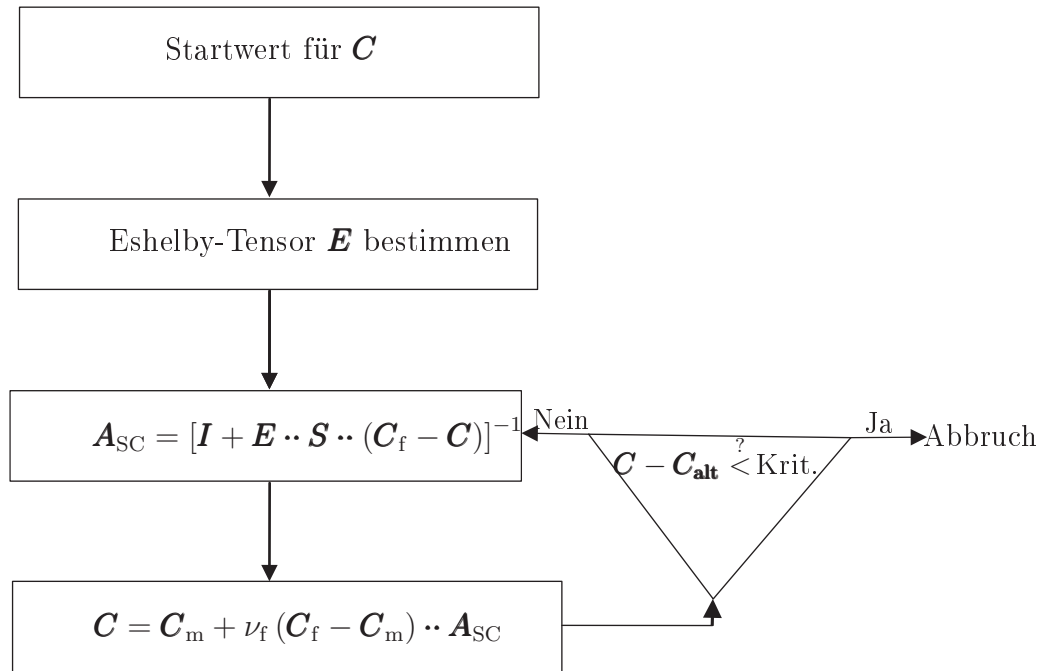 Startwert für C
Eshelby-Tensor E bestimmen
A_SC = [I + E ·· S ·· (C_f − C)]^−1
Nein
Ja
Abbruch
C − C_alt <^? Krit.
C = C_m + ν_f (C_f − C_m) ·· A_SC